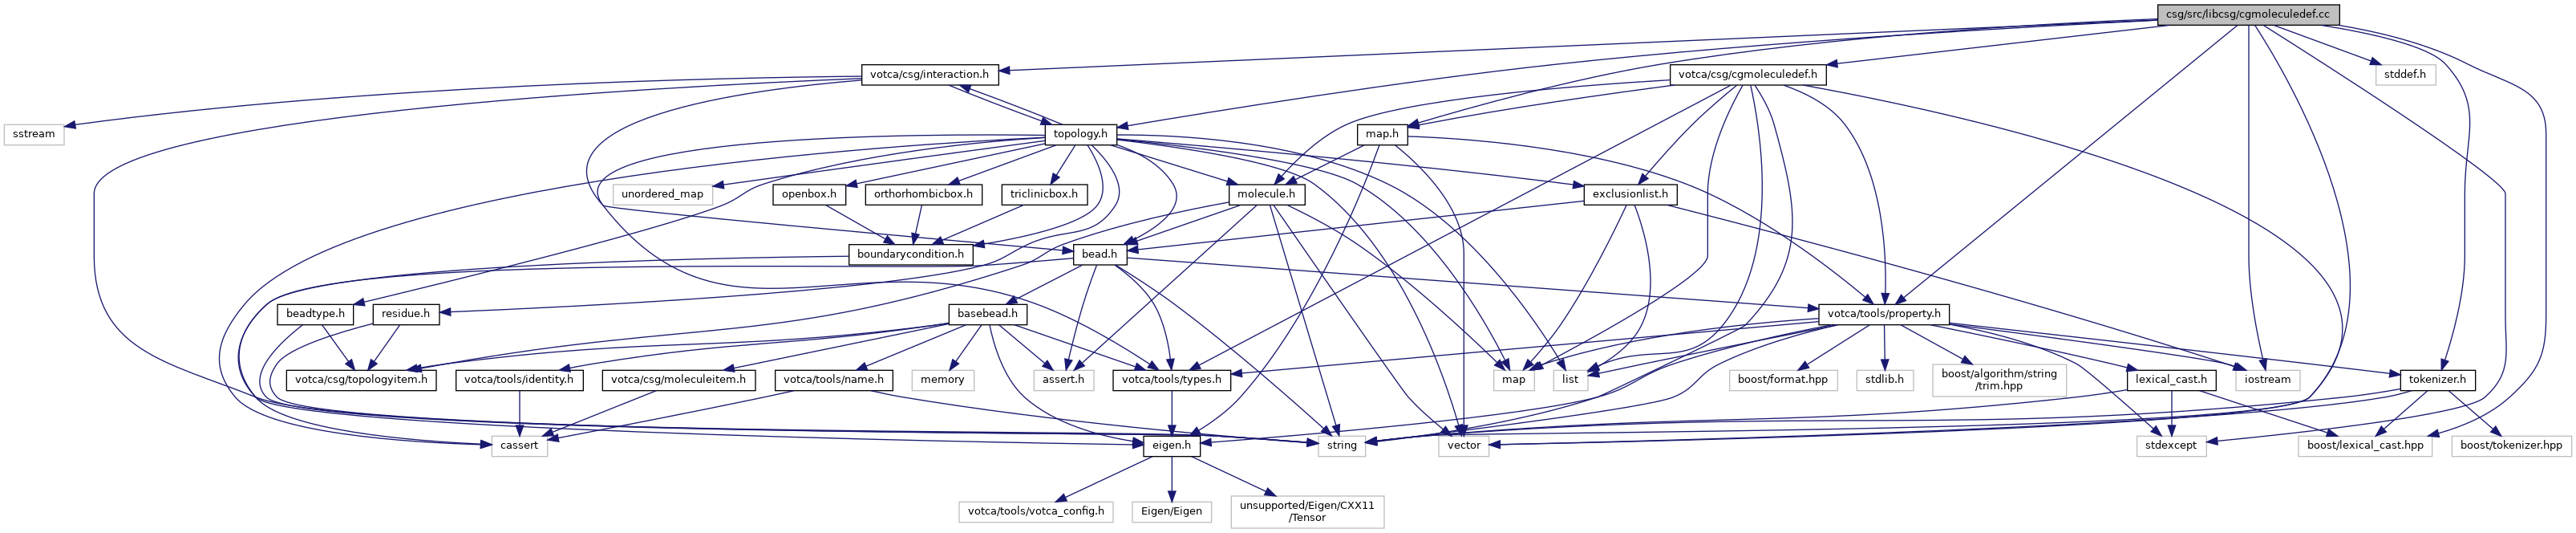 csg/src/libcsg/cgmoleculedef.cc
votca/csg/interaction.h
votca/csg/cgmoleculedef.h
stddef.h
sstream
topology.h
map.h
unordered_map
openbox.h
orthorhombicbox.h
triclinicbox.h
molecule.h
exclusionlist.h
boundarycondition.h
bead.h
beadtype.h
residue.h
basebead.h
votca/tools/property.h
votca/csg/topologyitem.h
votca/tools/identity.h
votca/csg/moleculeitem.h
votca/tools/name.h
memory
assert.h
votca/tools/types.h
map
list
boost/format.hpp
stdlib.h
boost/algorithm/string
/trim.hpp
lexical_cast.h
iostream
tokenizer.h
cassert
eigen.h
string
vector
stdexcept
boost/lexical_cast.hpp
boost/tokenizer.hpp
votca/tools/votca_config.h
Eigen/Eigen
unsupported/Eigen/CXX11
/Tensor